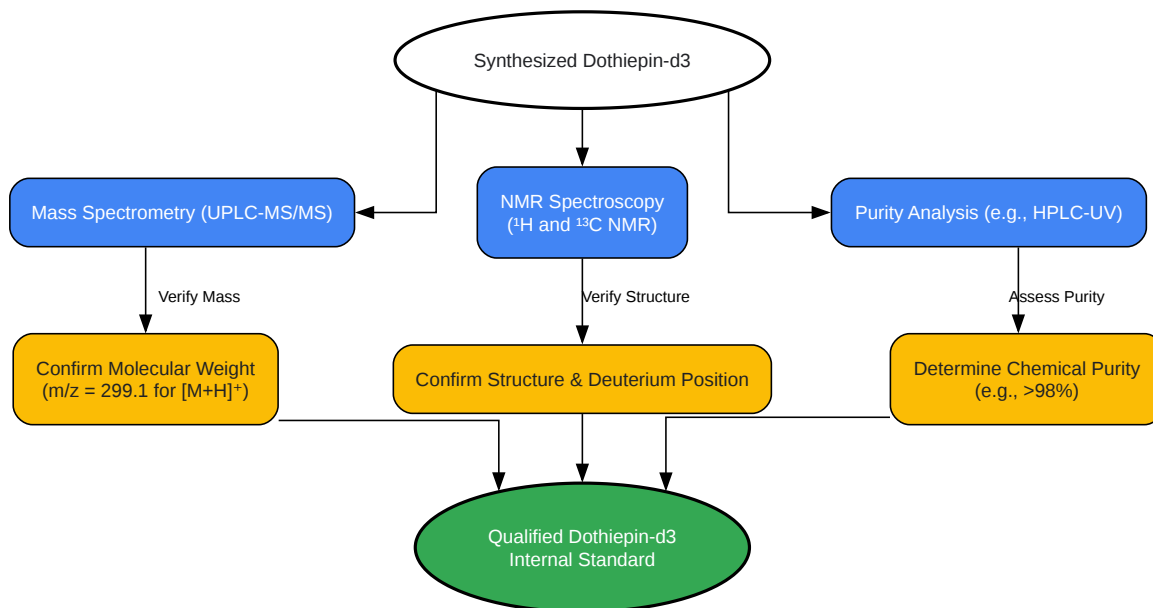 Synthesized Dothiepin-d3
Mass Spectrometry (UPLC-MS/MS)
NMR Spectroscopy
(¹H and ¹³C NMR)
Purity Analysis (e.g., HPLC-UV)
Verify Mass
Verify Structure
Assess Purity
Confirm Molecular Weight
(m/z = 299.1 for [M+H]⁺)
Confirm Structure & Deuterium Position
Determine Chemical Purity
(e.g., >98%)
Qualified Dothiepin-d3
Internal Standard